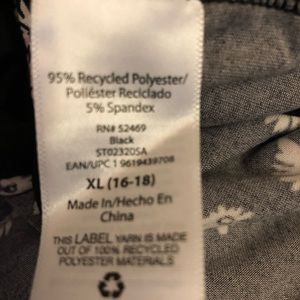 95% Recycled Polyester/
Poliéster Reciclado
5% Spandex
RN# 52469
Black
ST02320SA
EAN/UPC 1 9619439708
XL (16-18)
Made in/Hecho En
China
THIS LABEL YARN IS MADE
OUT OF 100% RECYCLED
POLYESTER MATERIALS